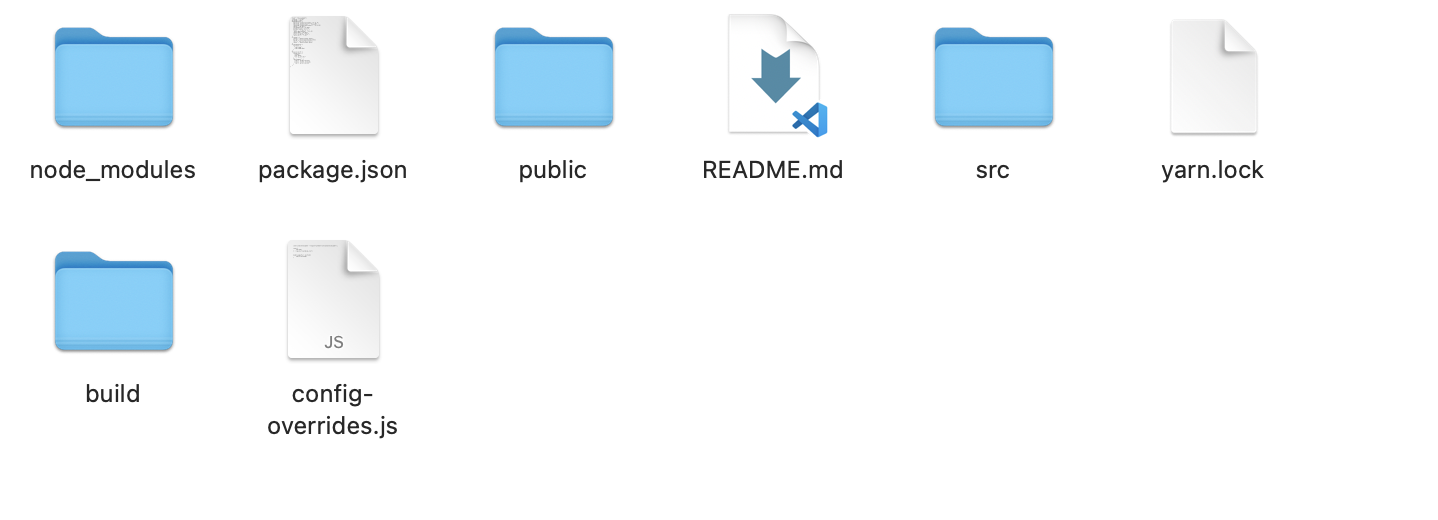 node_modules
package.json
public
README.md
src
yarn.lock
JS
build
config-
overrides.js